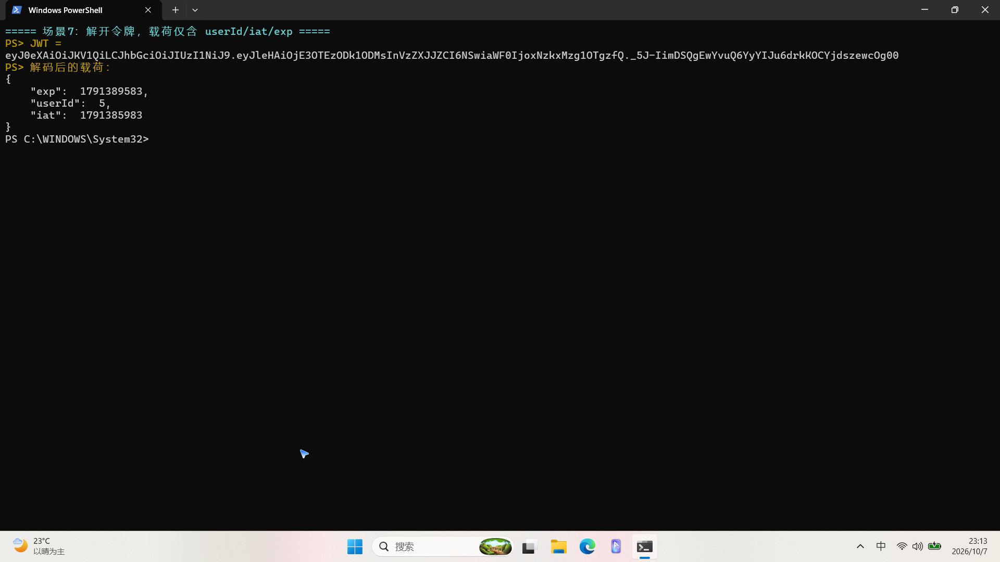 Windows PowerShell
===== 场景7: 解开令牌, 载荷仅含 userId/iat/exp =====
PS> JWT =
eyJ0eXAiOiJKV1QiLCJhbGciOiJIUzI1NiJ9.eyJleHAiOjE3OTEzODk1ODMsInVzZXJJZCI6NSwiaWF0IjoxNzkxMzg1OTgzfQ._5J-IimDSQgEwYvuQ6YyYIJu6drkKOCYjdszewcOg00
PS> 解码后的载荷:
{
    "exp":  1791389583,
    "userId":  5,
    "iat":  1791385983
}
PS C:\WINDOWS\System32>
23°C
以晴为主
搜索
中
23:13
2026/10/7